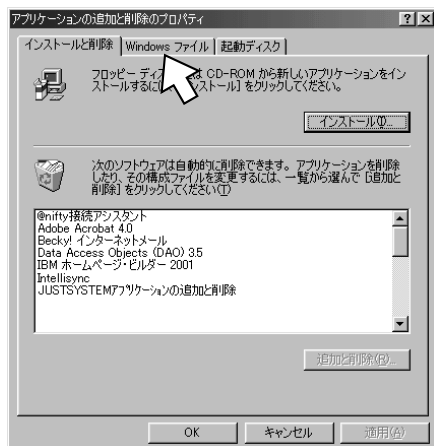 アプリケーションの追加と削除のプロパティ
インストールと削除 Windows ファイル 起動ディスク
フロッピー ディ は CD-ROM から新しいアプリケーションをイン
ストールするに ストール] をクリックしてください。
インストール(I)...
次のソフトウェアは自動的に削除できます。アプリケーションを削除
したり、その構成ファイルを変更するには、一覧から選んで [追加と
削除] をクリックしてください(T)
@nifty接続アシスタント
Adobe Acrobat 4.0
Becky! インターネットメール
Data Access Objects (DAO) 3.5
IBM ホームページ・ビルダー 2001
Intellisync
JUSTSYSTEMｱﾌﾟﾘｹｰｼｮﾝの追加と削除
追加と削除(R)...
OK キャンセル 適用(A)